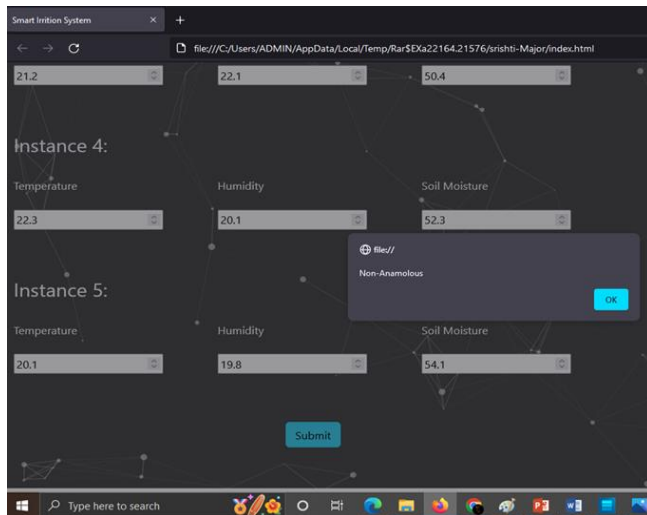 Smart Irrition System
file:///C:/Users/ADMIN/AppData/Local/Temp/Rar$EXa22164.21576/srishti-Major/index.html
21.2 22.1 50.4
Instance 4:
Temperature Humidity Soil Moisture
22.3 20.1 52.3
file://
Non-Anamolous
OK
Instance 5:
Temperature Humidity Soil Moisture
20.1 19.8 54.1
Submit
Type here to search